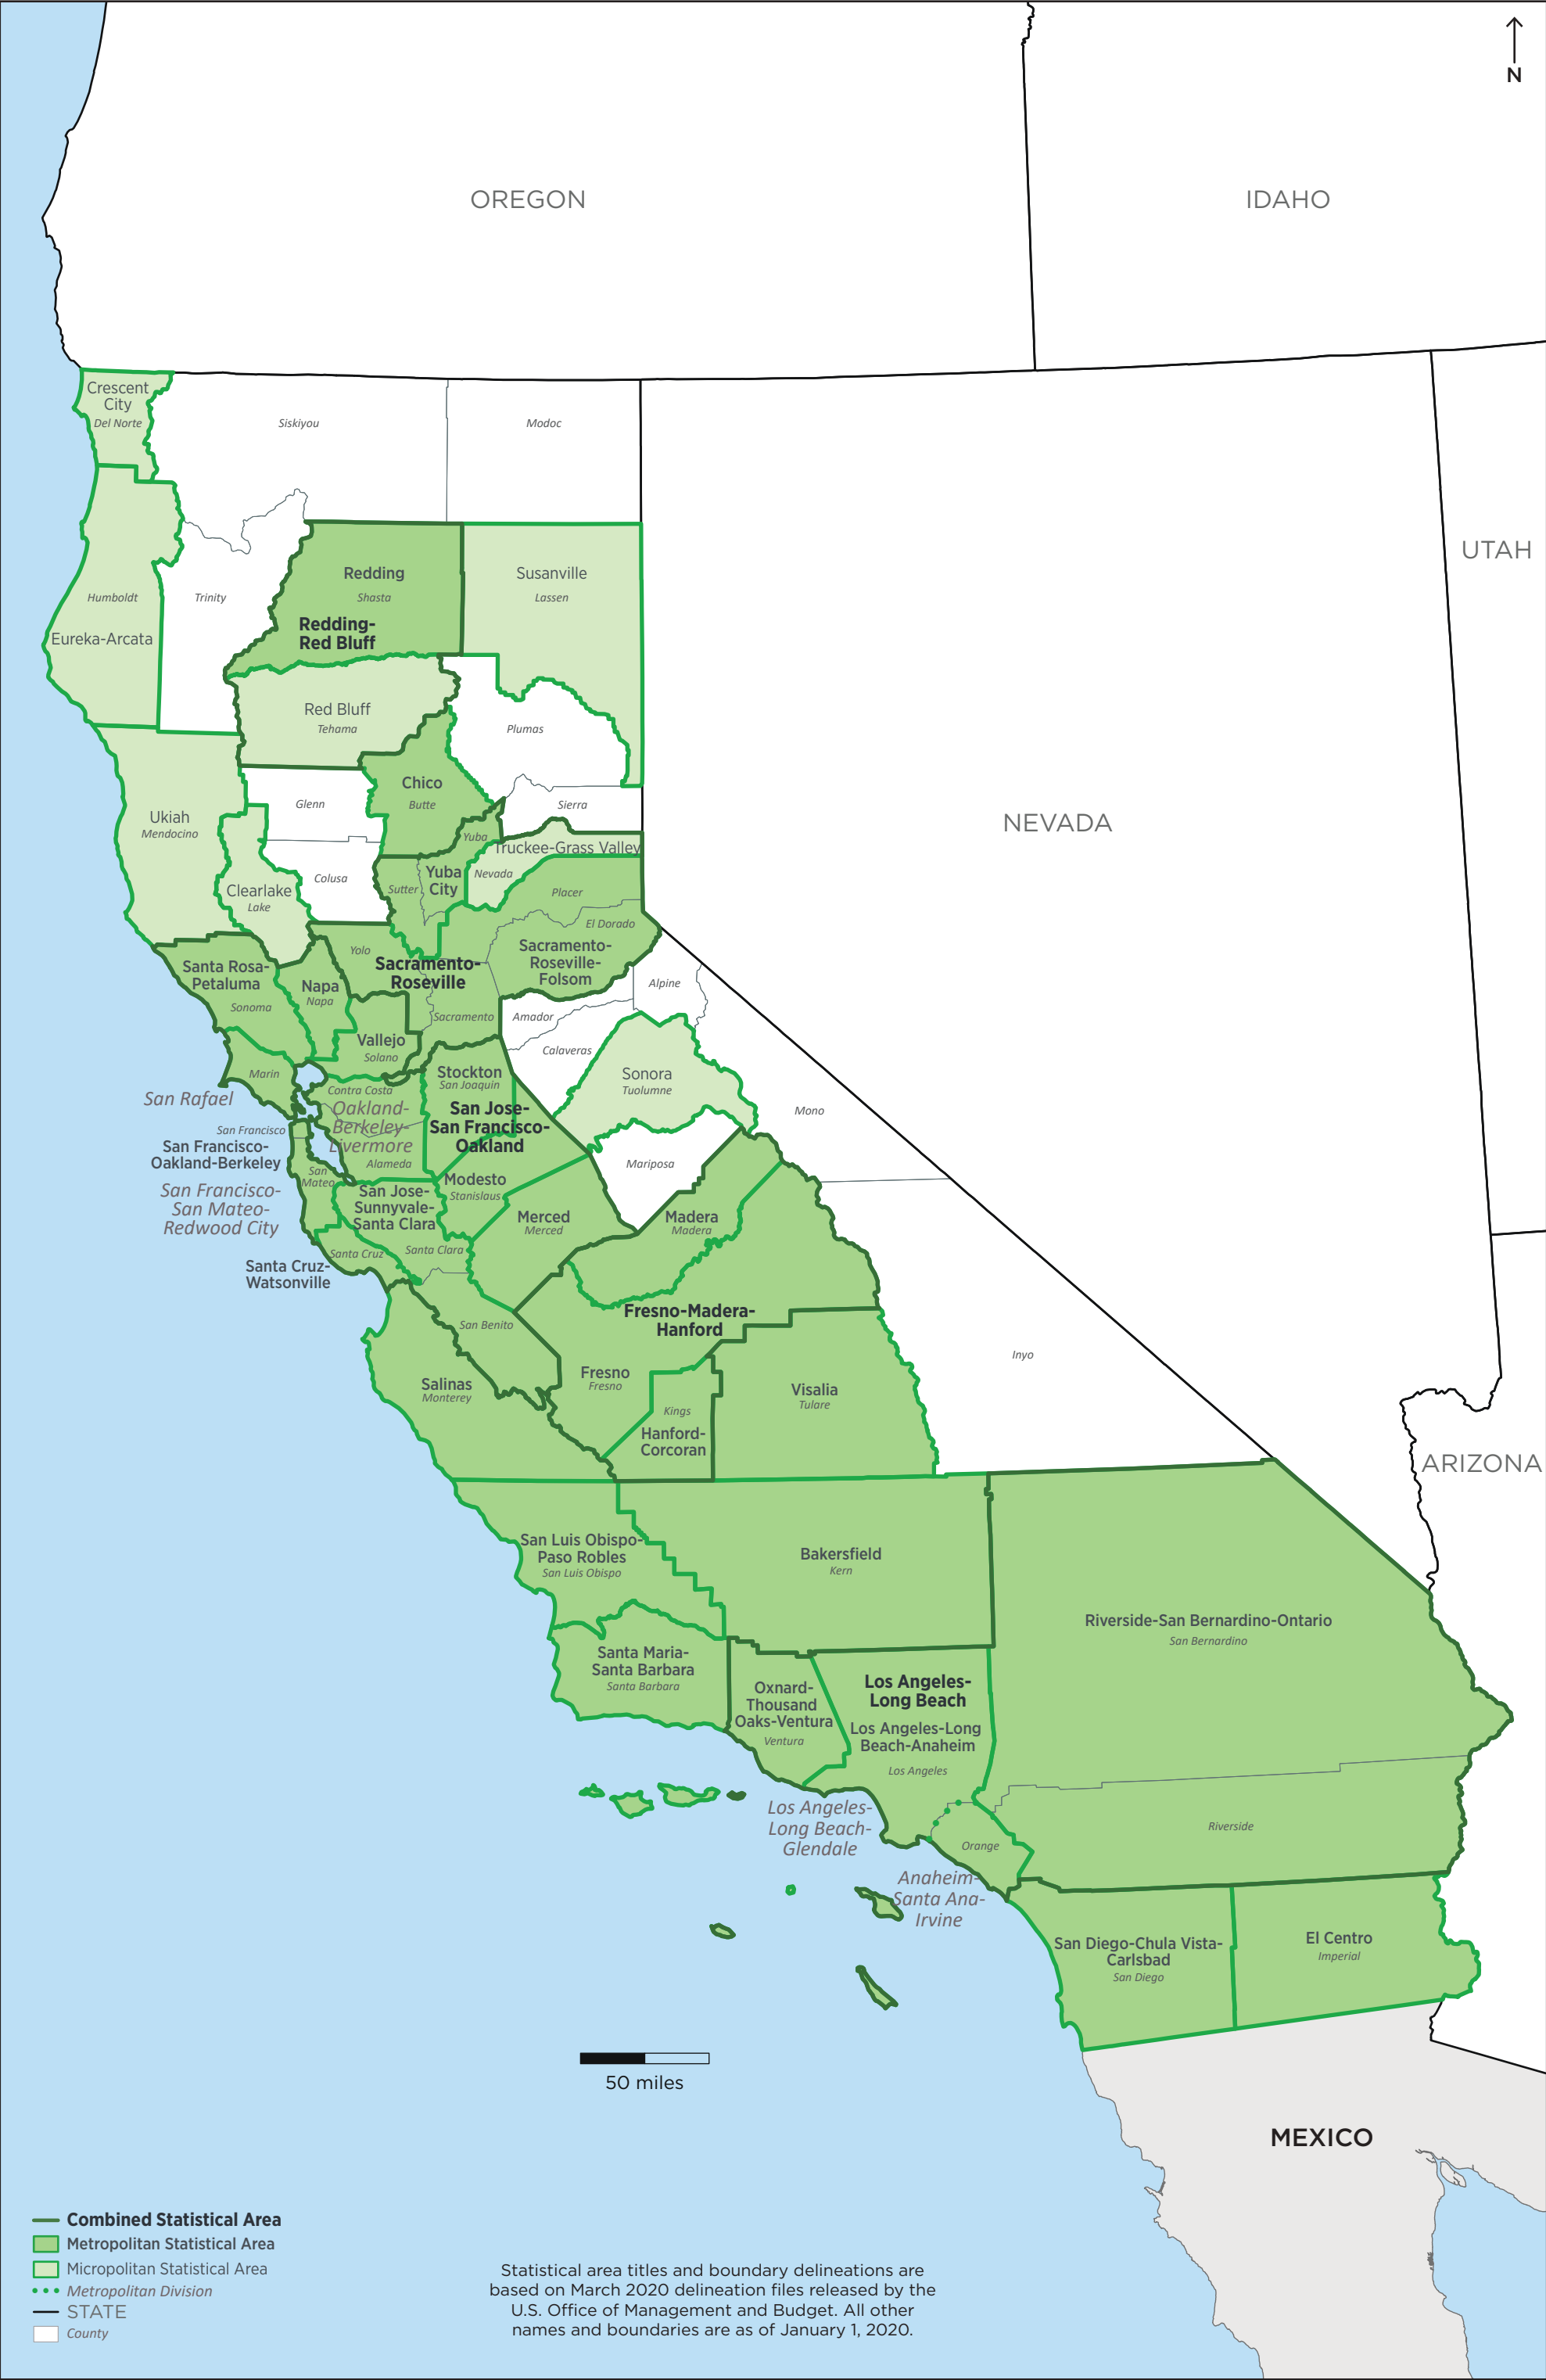 N
OREGON
IDAHO
Crescent
City
Del Norte
Siskiyou
Modoc
UTAH
Redding
Shasta
Susanville
Lassen
Humboldt
Trinity
Redding-
Red Bluff
Eureka-Arcata
Red Bluff
Tehama
Plumas
Chico
Butte
Glenn
Sierra
NEVADA
Ukiah
Mendocino
Yuba
Truckee-Grass Valley
Nevada
Colusa
Sutter
Yuba
City
Placer
Clearlake
Lake
El Dorado
Yolo
Sacramento-
Roseville-
Folsom
Sacramento-
Roseville
Santa Rosa-
Petaluma
Sonoma
Napa
Napa
Alpine
Sacramento
Amador
Vallejo
Solano
Calaveras
Marin
Stockton
San Joaquin
Sonora
Tuolumne
San Rafael
Contra Costa
Oakland-
Berkeley-
Livermore
Alameda
San Jose-
San Francisco-
Oakland
Mono
San Francisco
San Francisco-
Oakland-Berkeley
San
Mateo
Mariposa
San Francisco-
San Mateo-
Redwood City
San Jose-
Sunnyvale-
Santa Clara
Modesto
Stanislaus
Merced
Merced
Madera
Madera
Santa Cruz
Santa Clara
Santa Cruz-
Watsonville
San Benito
Fresno-Madera-
Hanford
Inyo
Salinas
Monterey
Fresno
Fresno
Visalia
Tulare
Kings
Hanford-
Corcoran
ARIZONA
San Luis Obispo-
Paso Robles
San Luis Obispo
Bakersfield
Kern
Riverside-San Bernardino-Ontario
San Bernardino
Santa Maria-
Santa Barbara
Santa Barbara
Oxnard-
Thousand
Oaks-Ventura
Ventura
Los Angeles-
Long Beach
Los Angeles-Long
Beach-Anaheim
Los Angeles
Los Angeles-
Long Beach-
Glendale
Orange
Riverside
Anaheim-
Santa Ana-
Irvine
San Diego-Chula Vista-
Carlsbad
San Diego
El Centro
Imperial
50 miles
MEXICO
Combined Statistical Area
Metropolitan Statistical Area
Micropolitan Statistical Area
Metropolitan Division
STATE
County
Statistical area titles and boundary delineations are
based on March 2020 delineation files released by the
U.S. Office of Management and Budget. All other
names and boundaries are as of January 1, 2020.